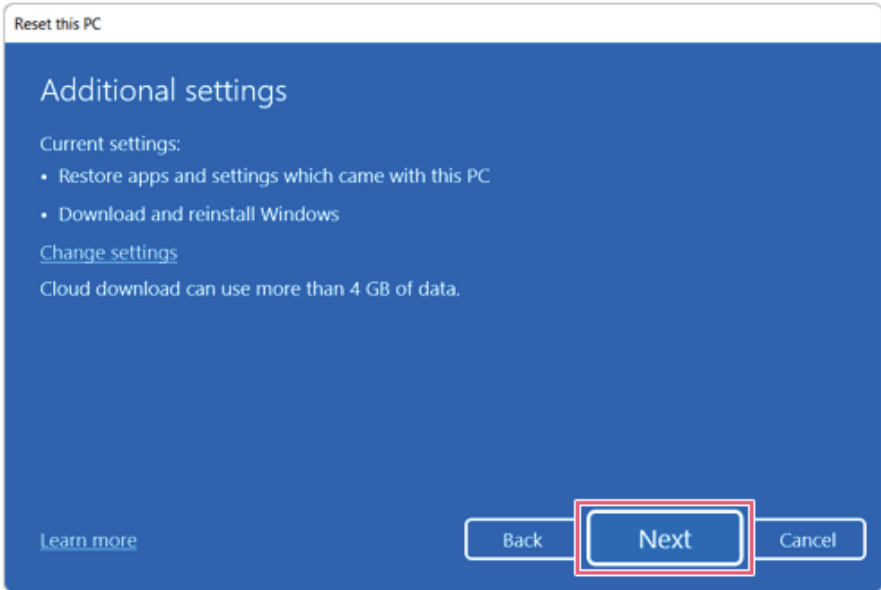 Reset this PC
Additional settings
Current settings:
• Restore apps and settings which came with this PC
• Download and reinstall Windows
Change settings
Cloud download can use more than 4 GB of data.
Learn more
Back
Next
Cancel